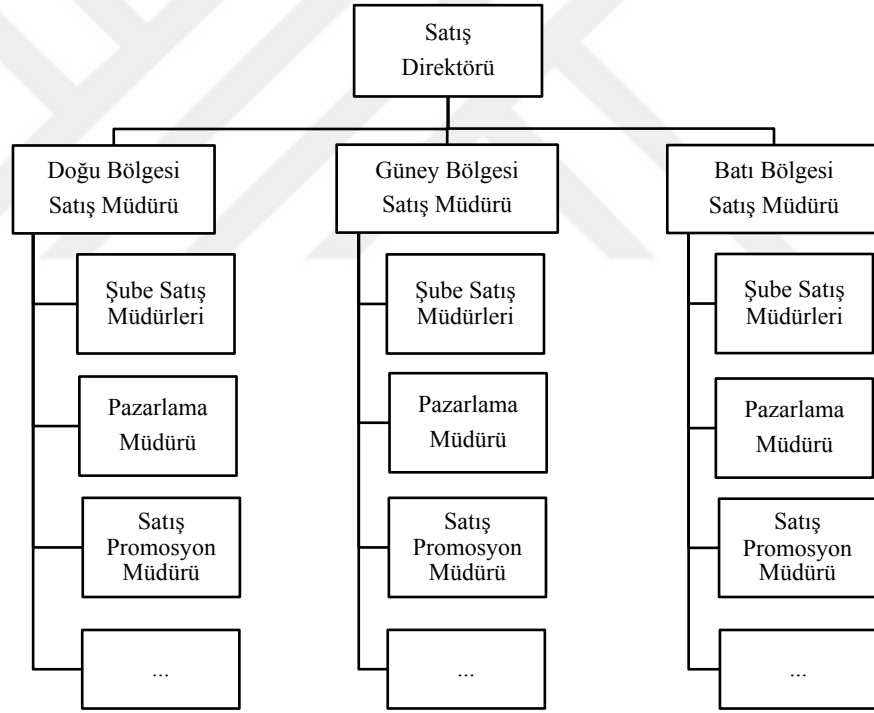 Satış
Direktörü
Doğu Bölgesi
Satış Müdürü
Güney Bölgesi
Satış Müdürü
Batı Bölgesi
Satış Müdürü
Şube Satış
Müdürleri
Şube Satış
Müdürleri
Şube Satış
Müdürleri
Pazarlama
Müdürü
Pazarlama
Müdürü
Pazarlama
Müdürü
Satış
Promosyon
Müdürü
Satış
Promosyon
Müdürü
Satış
Promosyon
Müdürü
...
...
...